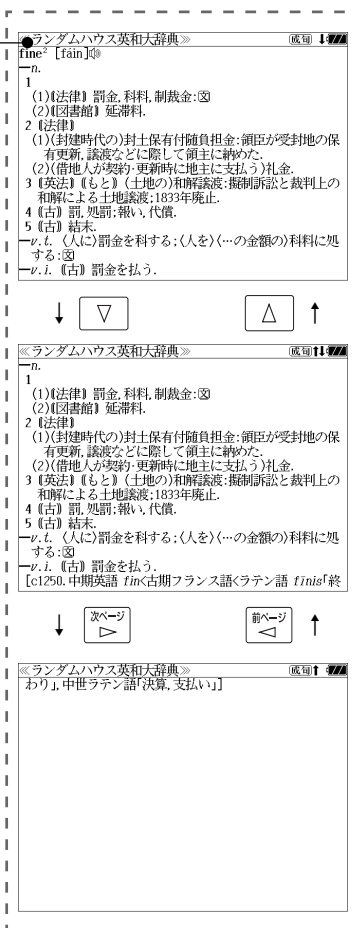 ≪ランダムハウス英和大辞典≫ 成句
fine² [fáin]
━n.
1
(1)⦅法律⦆ 罰金, 科料, 制裁金:図
(2)⦅図書館⦆ 延滞料.
2 ⦅法律⦆
(1)(封建時代の)封土保有付随負担金:領臣が受封地の保
有更新, 譲渡などに際して領主に納めた.
(2)(借地人が契約・更新時に地主に支払う)礼金.
3 ⦅英法⦆ ⦅もと⦆ (土地の)和解譲渡:擬制訴訟と裁判上の
和解による土地譲渡;1833年廃止.
4 ⦅古⦆ 罰, 処罰;報い, 代償.
5 ⦅古⦆ 結末.
━v.t. 〈人に〉罰金を科する;〈人を〉〈…の金額の〉科料に処
する:図
━v.i. ⦅古⦆ 罰金を払う.
↓ ▽ △ ↑
≪ランダムハウス英和大辞典≫ 成句
━n.
1
(1)⦅法律⦆ 罰金, 科料, 制裁金:図
(2)⦅図書館⦆ 延滞料.
2 ⦅法律⦆
(1)(封建時代の)封土保有付随負担金:領臣が受封地の保
有更新, 譲渡などに際して領主に納めた.
(2)(借地人が契約・更新時に地主に支払う)礼金.
3 ⦅英法⦆ ⦅もと⦆ (土地の)和解譲渡:擬制訴訟と裁判上の
和解による土地譲渡;1833年廃止.
4 ⦅古⦆ 罰, 処罰;報い, 代償.
5 ⦅古⦆ 結末.
━v.t. 〈人に〉罰金を科する;〈人を〉〈…の金額の〉科料に処
する:図
━v.i. ⦅古⦆ 罰金を払う.
[c1250. 中期英語 fin<古期フランス語<ラテン語 fīnis「終
↓ 次ページ ▷ 前ページ ◁ ↑
≪ランダムハウス英和大辞典≫ 成句
わり」, 中世ラテン語「決算, 支払い」]